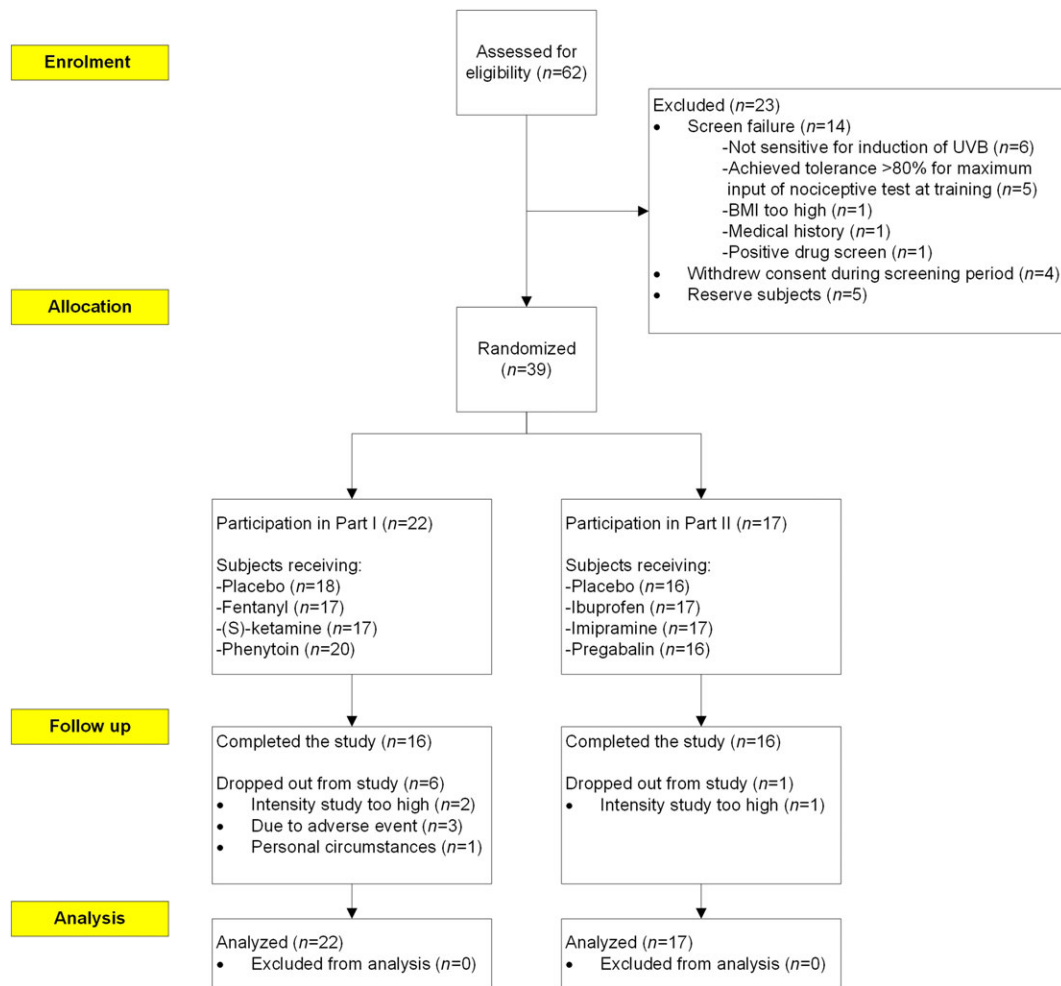 Enrolment
Assessed for
eligibility (n=62)
Excluded (n=23)
• Screen failure (n=14)
-Not sensitive for induction of UVB (n=6)
-Achieved tolerance >80% for maximum
input of nociceptive test at training (n=5)
-BMI too high (n=1)
-Medical history (n=1)
-Positive drug screen (n=1)
• Withdrew consent during screening period (n=4)
• Reserve subjects (n=5)
Allocation
Randomized
(n=39)
Participation in Part I (n=22)
Subjects receiving:
-Placebo (n=18)
-Fentanyl (n=17)
-(S)-ketamine (n=17)
-Phenytoin (n=20)
Participation in Part II (n=17)
Subjects receiving:
-Placebo (n=16)
-Ibuprofen (n=17)
-Imipramine (n=17)
-Pregabalin (n=16)
Follow up
Completed the study (n=16)
Dropped out from study (n=6)
• Intensity study too high (n=2)
• Due to adverse event (n=3)
• Personal circumstances (n=1)
Completed the study (n=16)
Dropped out from study (n=1)
• Intensity study too high (n=1)
Analysis
Analyzed (n=22)
• Excluded from analysis (n=0)
Analyzed (n=17)
• Excluded from analysis (n=0)